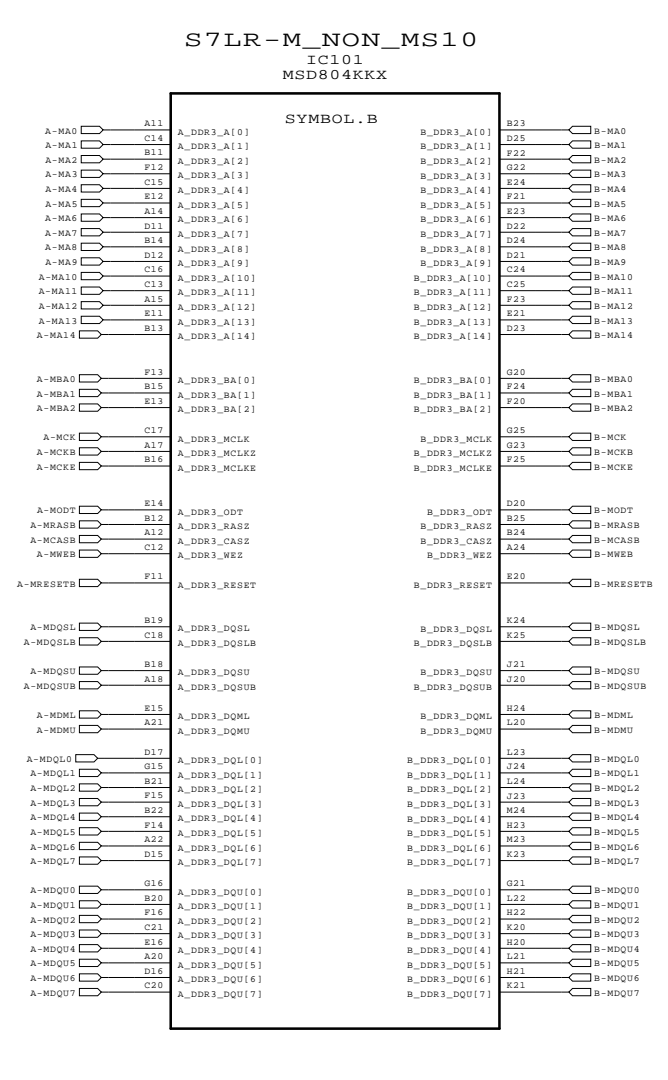 S7LR-M_NON_MS10
IC101
MSD804KKX
SYMBOL.B
A-MA0 A11 A_DDR3_A[0] B_DDR3_A[0] B23 B-MA0
A-MA1 C14 A_DDR3_A[1] B_DDR3_A[1] D25 B-MA1
A-MA2 B11 A_DDR3_A[2] B_DDR3_A[2] F22 B-MA2
A-MA3 F12 A_DDR3_A[3] B_DDR3_A[3] G22 B-MA3
A-MA4 C15 A_DDR3_A[4] B_DDR3_A[4] E24 B-MA4
A-MA5 E12 A_DDR3_A[5] B_DDR3_A[5] F21 B-MA5
A-MA6 A14 A_DDR3_A[6] B_DDR3_A[6] E23 B-MA6
A-MA7 D11 A_DDR3_A[7] B_DDR3_A[7] D22 B-MA7
A-MA8 B14 A_DDR3_A[8] B_DDR3_A[8] D24 B-MA8
A-MA9 D12 A_DDR3_A[9] B_DDR3_A[9] D21 B-MA9
A-MA10 C16 A_DDR3_A[10] B_DDR3_A[10] C24 B-MA10
A-MA11 C13 A_DDR3_A[11] B_DDR3_A[11] C25 B-MA11
A-MA12 A15 A_DDR3_A[12] B_DDR3_A[12] F23 B-MA12
A-MA13 E11 A_DDR3_A[13] B_DDR3_A[13] E21 B-MA13
A-MA14 B13 A_DDR3_A[14] B_DDR3_A[14] D23 B-MA14
A-MBA0 F13 A_DDR3_BA[0] B_DDR3_BA[0] G20 B-MBA0
A-MBA1 B15 A_DDR3_BA[1] B_DDR3_BA[1] F24 B-MBA1
A-MBA2 E13 A_DDR3_BA[2] B_DDR3_BA[2] F20 B-MBA2
A-MCK C17 A_DDR3_MCLK B_DDR3_MCLK G25 B-MCK
A-MCKB A17 A_DDR3_MCLKZ B_DDR3_MCLKZ G23 B-MCKB
A-MCKE B16 A_DDR3_MCLKE B_DDR3_MCLKE F25 B-MCKE
A-MODT E14 A_DDR3_ODT B_DDR3_ODT D20 B-MODT
A-MRASB B12 A_DDR3_RASZ B_DDR3_RASZ B25 B-MRASB
A-MCASB A12 A_DDR3_CASZ B_DDR3_CASZ B24 B-MCASB
A-MWEB C12 A_DDR3_WEZ B_DDR3_WEZ A24 B-MWEB
A-MRESETB F11 A_DDR3_RESET B_DDR3_RESET E20 B-MRESETB
A-MDQSL B19 A_DDR3_DQSL B_DDR3_DQSL K24 B-MDQSL
A-MDQSLB C18 A_DDR3_DQSLB B_DDR3_DQSLB K25 B-MDQSLB
A-MDQSU B18 A_DDR3_DQSU B_DDR3_DQSU J21 B-MDQSU
A-MDQSUB A18 A_DDR3_DQSUB B_DDR3_DQSUB J20 B-MDQSUB
A-MDML E15 A_DDR3_DQML B_DDR3_DQML H24 B-MDML
A-MDMU A21 A_DDR3_DQMU B_DDR3_DQMU L20 B-MDMU
A-MDQL0 D17 A_DDR3_DQL[0] B_DDR3_DQL[0] L23 B-MDQL0
A-MDQL1 G15 A_DDR3_DQL[1] B_DDR3_DQL[1] J24 B-MDQL1
A-MDQL2 B21 A_DDR3_DQL[2] B_DDR3_DQL[2] L24 B-MDQL2
A-MDQL3 F15 A_DDR3_DQL[3] B_DDR3_DQL[3] J23 B-MDQL3
A-MDQL4 B22 A_DDR3_DQL[4] B_DDR3_DQL[4] M24 B-MDQL4
A-MDQL5 F14 A_DDR3_DQL[5] B_DDR3_DQL[5] H23 B-MDQL5
A-MDQL6 A22 A_DDR3_DQL[6] B_DDR3_DQL[6] M23 B-MDQL6
A-MDQL7 D15 A_DDR3_DQL[7] B_DDR3_DQL[7] K23 B-MDQL7
A-MDQU0 G16 A_DDR3_DQU[0] B_DDR3_DQU[0] G21 B-MDQU0
A-MDQU1 B20 A_DDR3_DQU[1] B_DDR3_DQU[1] L22 B-MDQU1
A-MDQU2 F16 A_DDR3_DQU[2] B_DDR3_DQU[2] H22 B-MDQU2
A-MDQU3 C21 A_DDR3_DQU[3] B_DDR3_DQU[3] K20 B-MDQU3
A-MDQU4 E16 A_DDR3_DQU[4] B_DDR3_DQU[4] H20 B-MDQU4
A-MDQU5 A20 A_DDR3_DQU[5] B_DDR3_DQU[5] L21 B-MDQU5
A-MDQU6 D16 A_DDR3_DQU[6] B_DDR3_DQU[6] H21 B-MDQU6
A-MDQU7 C20 A_DDR3_DQU[7] B_DDR3_DQU[7] K21 B-MDQU7